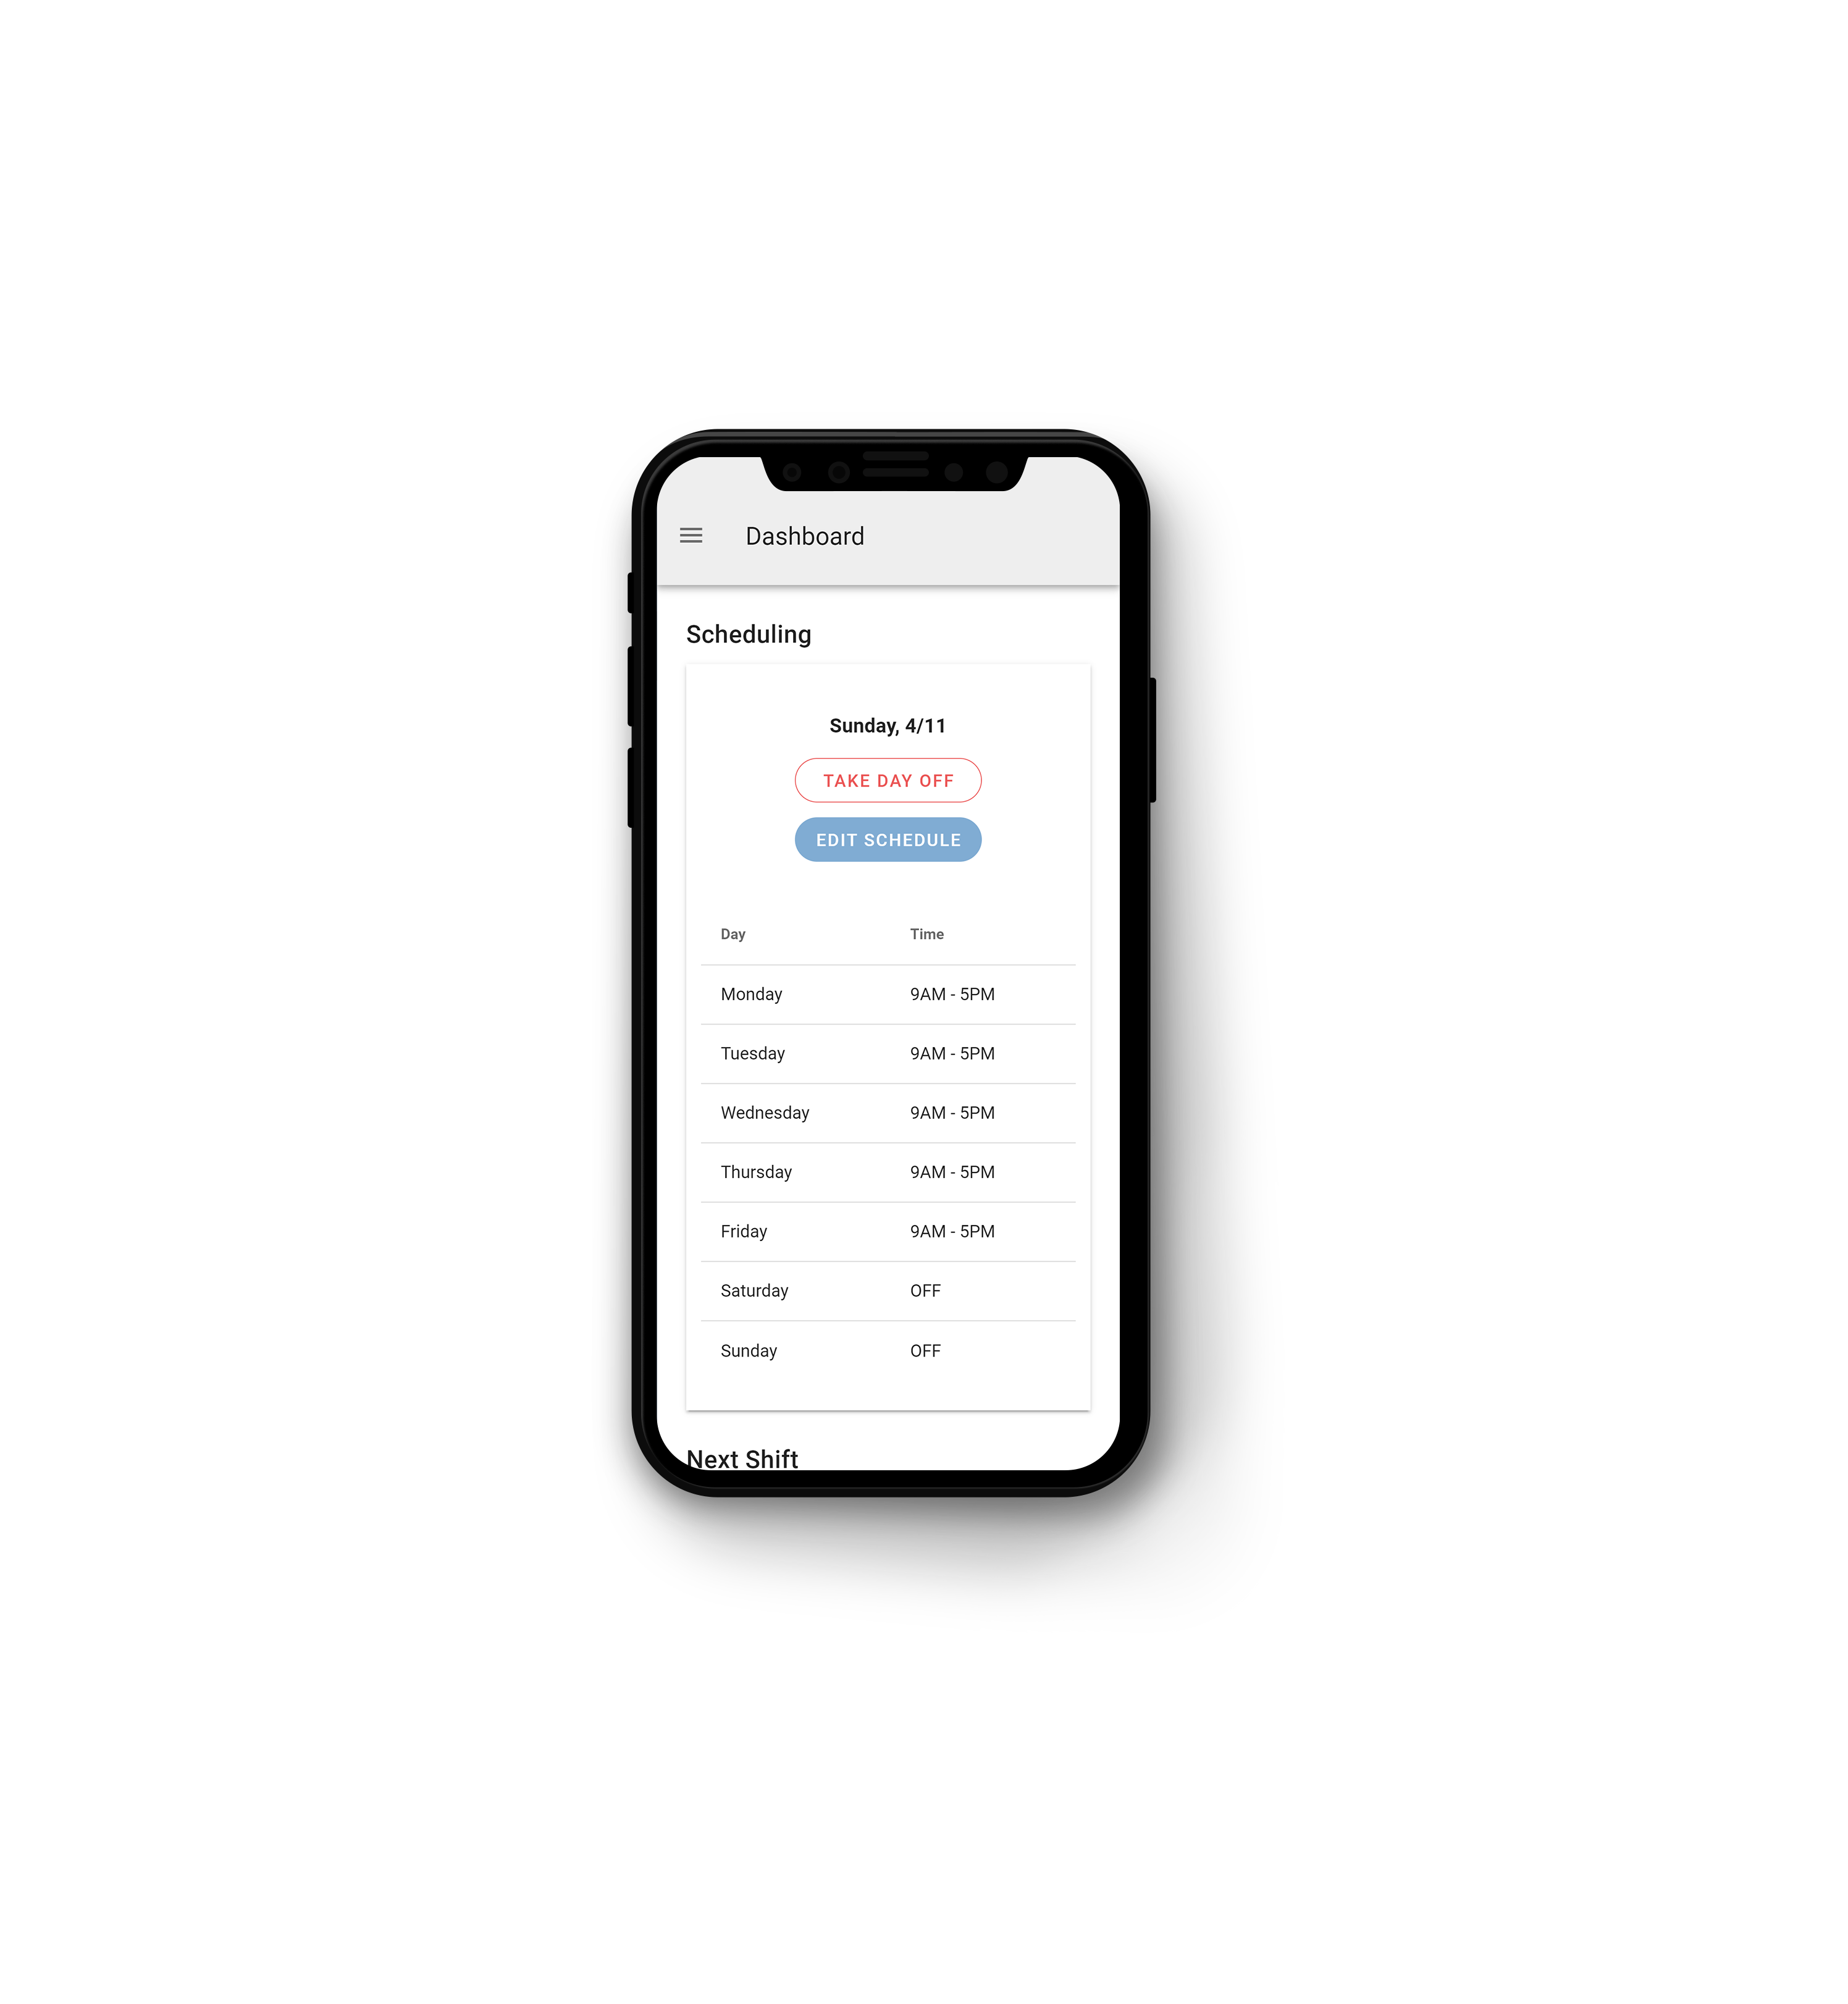 Dashboard
Scheduling
Sunday, 4/11
TAKE DAY OFF
EDIT SCHEDULE
Day Time
Monday 9AM - 5PM
Tuesday 9AM - 5PM
Wednesday 9AM - 5PM
Thursday 9AM - 5PM
Friday 9AM - 5PM
Saturday OFF
Sunday OFF
Next Shift